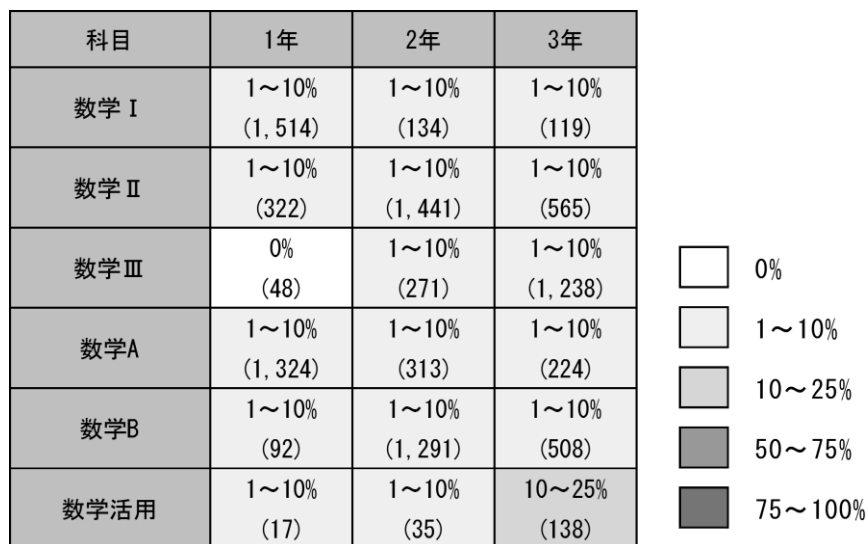 科目 1年 2年 3年
数学Ⅰ 1～10% 1～10% 1～10%
(1,514) (134) (119)
数学Ⅱ 1～10% 1～10% 1～10%
(322) (1,441) (565)
数学Ⅲ 0% 1～10% 1～10%
(48) (271) (1,238)
数学A 1～10% 1～10% 1～10%
(1,324) (313) (224)
数学B 1～10% 1～10% 1～10%
(92) (1,291) (508)
数学活用 1～10% 1～10% 10～25%
(17) (35) (138)
0%
1～10%
10～25%
50～75%
75～100%